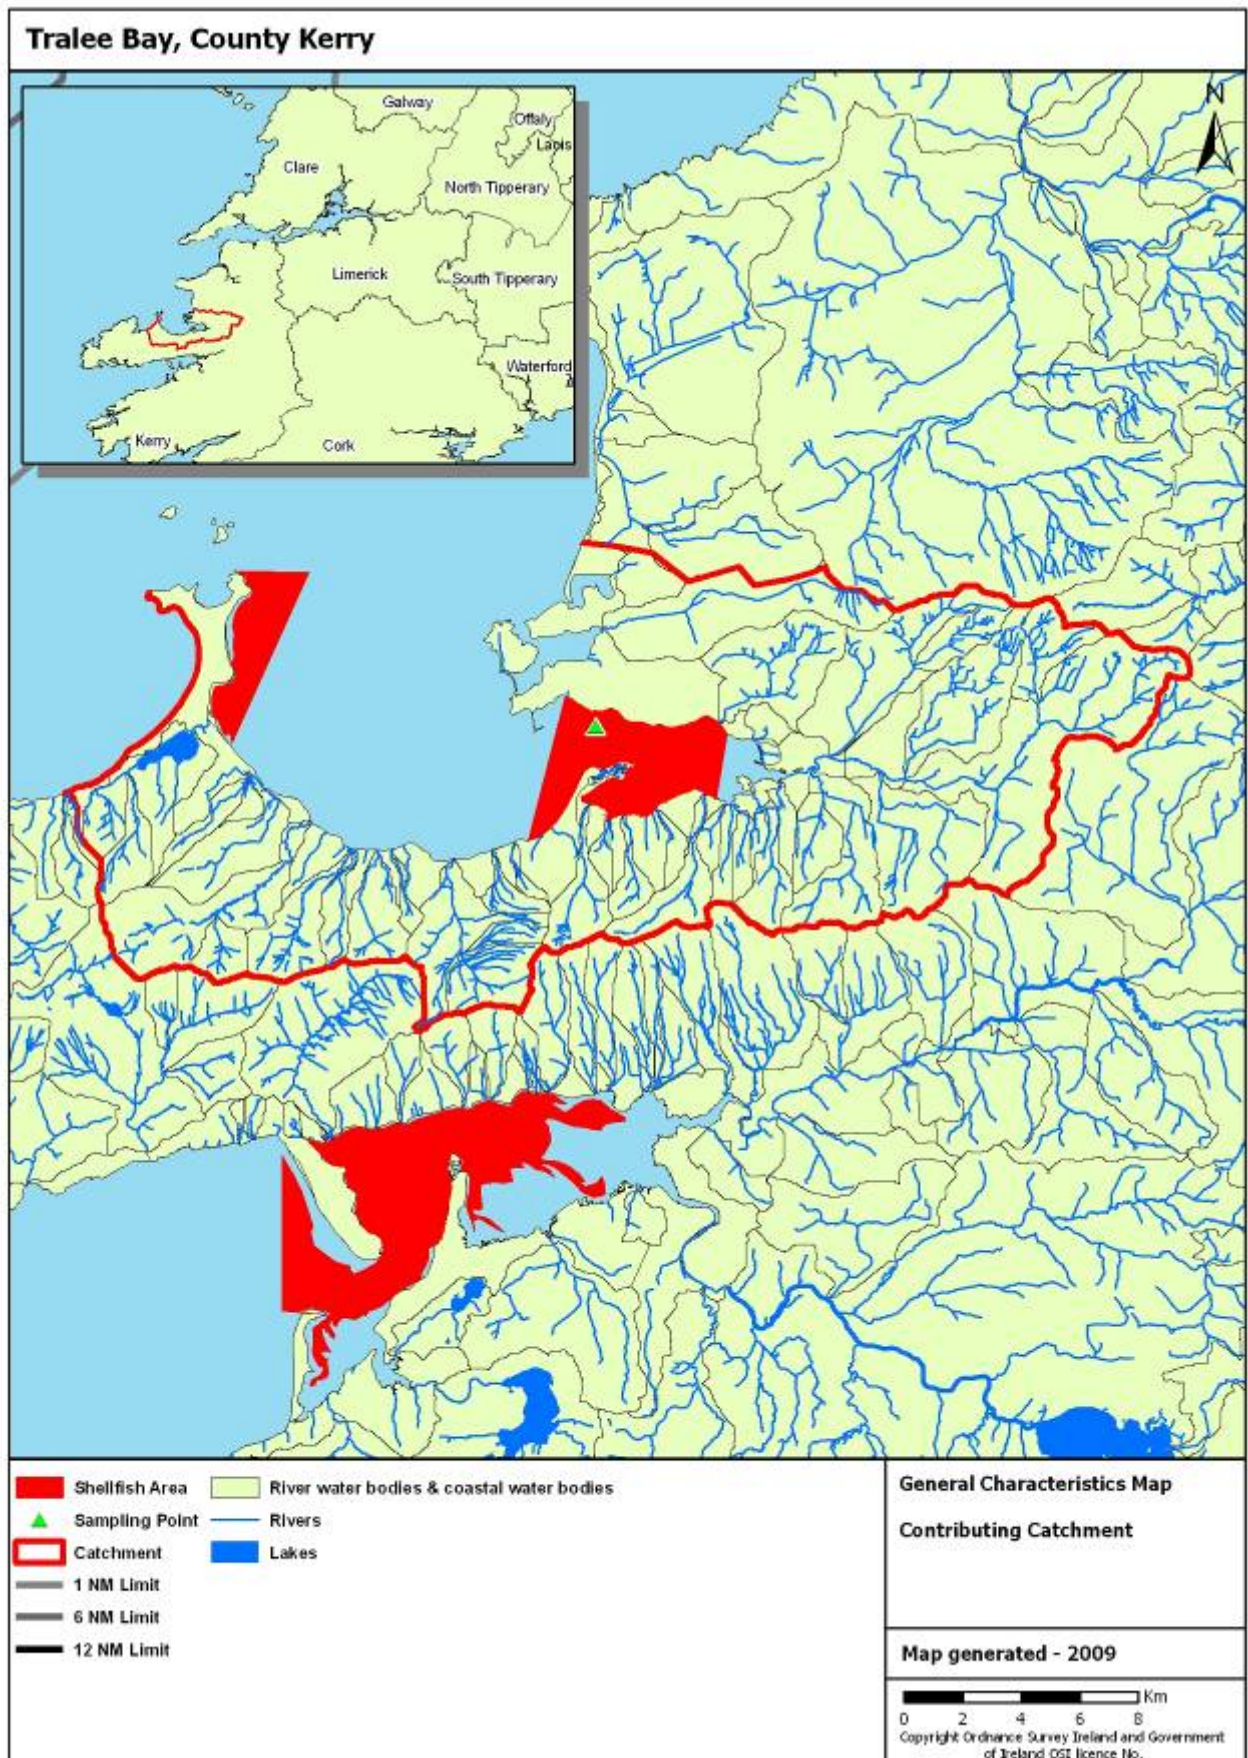 Tralee Bay, County Kerry
N
Galway
Offaly
Laois
Clare
North Tipperary
Limerick
South Tipperary
Waterford
Kerry
Cork
Shellfish Area
River water bodies & coastal water bodies
Sampling Point
Rivers
Catchment
Lakes
1 NM Limit
6 NM Limit
12 NM Limit
General Characteristics Map
Contributing Catchment
Map generated - 2009
Km
0 2 4 6 8
Copyright Ordnance Survey Ireland and Government
of Ireland OSI licence No.